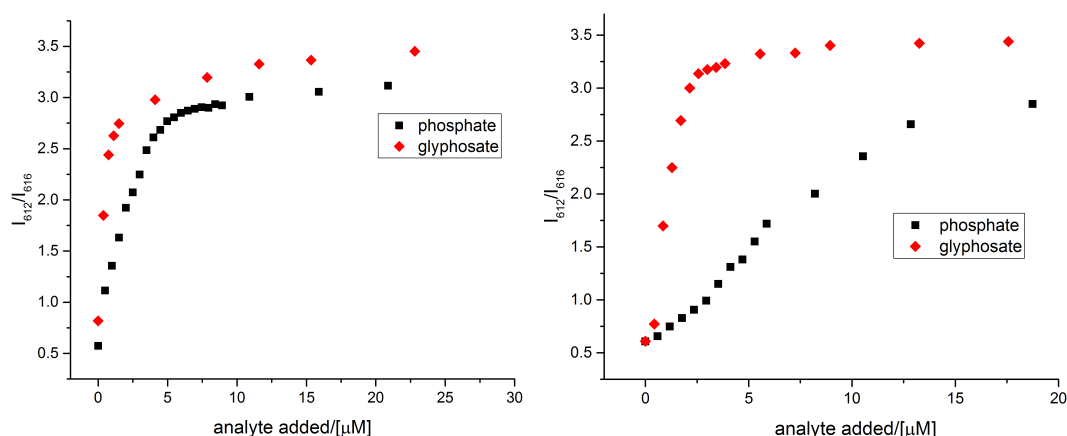 3.5
3.0
2.5
2.0
1.5
1.0
0.5
I612/I616
phosphate
glyphosate
0 5 10 15 20 25 30
analyte added/[μM]
3.5
3.0
2.5
2.0
1.5
1.0
0.5
I612/I616
phosphate
glyphosate
0 5 10 15 20
analyte added/[μM]